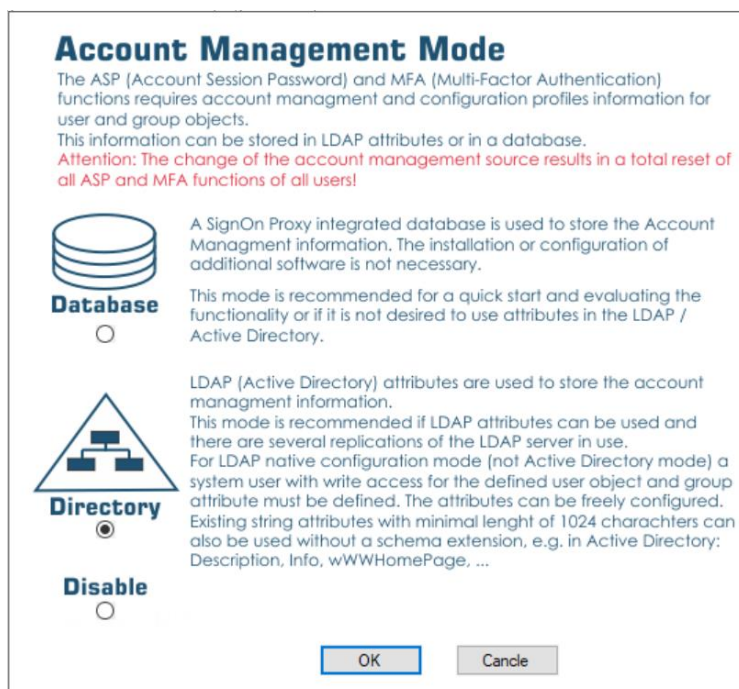 Account Management Mode
The ASP (Account Session Password) and MFA (Multi-Factor Authentication)
functions requires account managment and configuration profiles information for
user and group objects.
This information can be stored in LDAP attributes or in a database.
Attention: The change of the account management source results in a total reset of
all ASP and MFA functions of all users!
A SignOn Proxy integrated database is used to store the Account
Managment information. The installation or configuration of
additional software is not necessary.
Database
This mode is recommended for a quick start and evaluating the
functionality or if it is not desired to use attributes in the LDAP /
Active Directory.
LDAP (Active Directory) attributes are used to store the account
managment information.
This mode is recommended if LDAP attributes can be used and
there are several replications of the LDAP server in use.
For LDAP native configuration mode (not Active Directory mode) a
system user with write access for the defined user object and group
attribute must be defined. The attributes can be freely configured.
Directory
Existing string attributes with minimal lenght of 1024 charachters can
also be used without a schema extension, e.g. in Active Directory:
Description, Info, wWWHomePage, ...
Disable
OK
Cancle